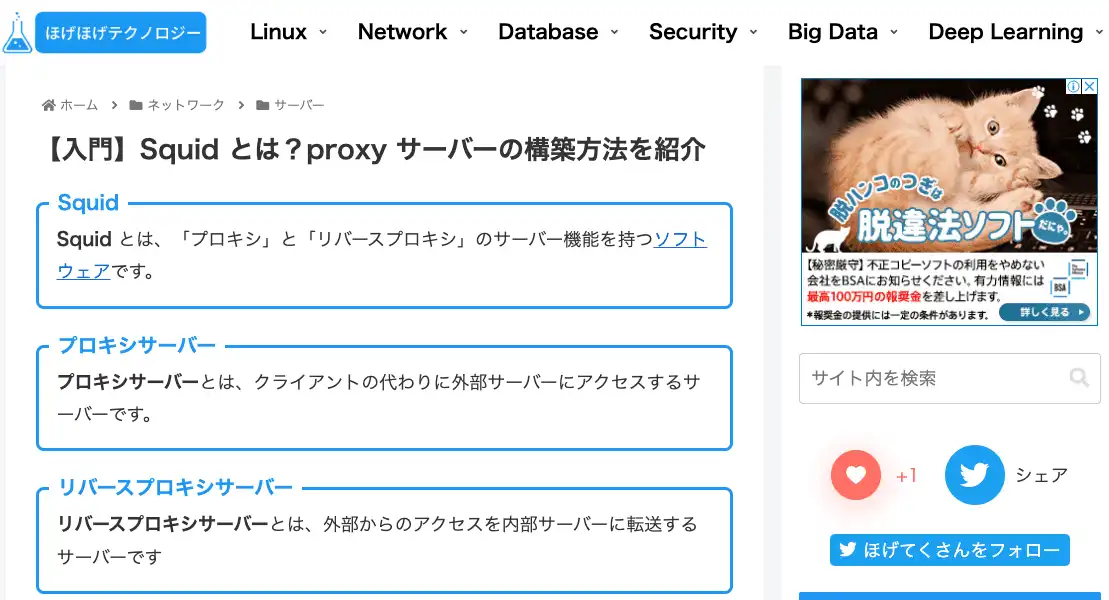 ほげほげテクノロジー
Linux
Network
Database
Security
Big Data
Deep Learning
ホーム
ネットワーク
サーバー
【入門】Squid とは？proxy サーバーの構築方法を紹介
Squid
Squid とは、「プロキシ」と「リバースプロキシ」のサーバー機能を持つソフト
ウェアです。
プロキシサーバー
プロキシサーバーとは、クライアントの代わりに外部サーバーにアクセスするサ
ーバーです。
リバースプロキシサーバー
リバースプロキシサーバーとは、外部からのアクセスを内部サーバーに転送する
サーバーです
脱ハンコのつぎは
脱違法ソフトだにゃ。
【秘密厳守】不正コピーソフトの利用をやめない
会社をBSAにお知らせください。有力情報には
最高100万円の報奨金を差し上げます。
*報奨金の提供には一定の条件があります。
BSA
詳しく見る
サイト内を検索
+1
シェア
ほげてくさんをフォロー